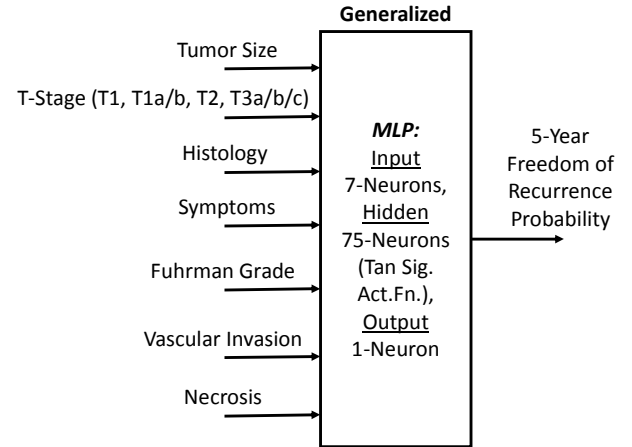 Generalized
Tumor Size
T-Stage (T1, T1a/b, T2, T3a/b/c)
Histology
Symptoms
Fuhrman Grade
Vascular Invasion
Necrosis
MLP:
Input
7-Neurons,
Hidden
75-Neurons
(Tan Sig.
Act.Fn.),
Output
1-Neuron
5-Year
Freedom of
Recurrence
Probability